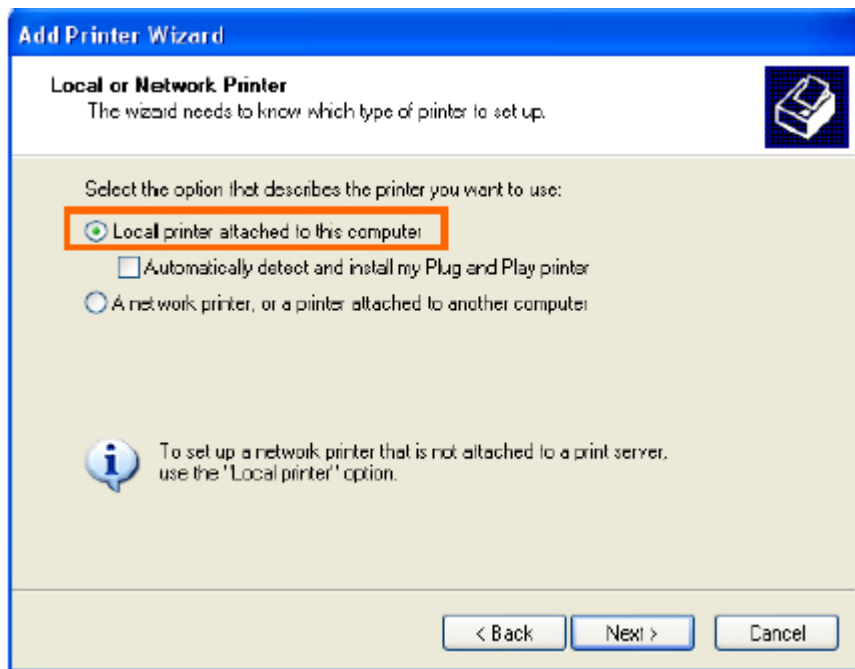 Add Printer Wizard
Local or Network Printer
The wizard needs to know which type of printer to set up.
Select the option that describes the printer you want to use:
Local printer attached to this computer
Automatically detect and install my Plug and Play printer
A network printer, or a printer attached to another computer
To set up a network printer that is not attached to a print server,
use the "Local printer" option.
< Back
Next >
Cancel